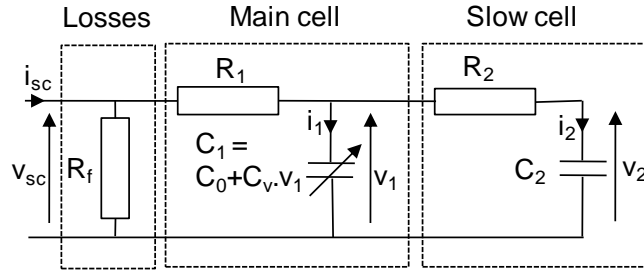 Losses
Main cell
Slow cell
i_sc
R_1
R_2
v_sc
R_f
C_1 =
C_0+C_v.v_1
i_1
v_1
i_2
C_2
v_2